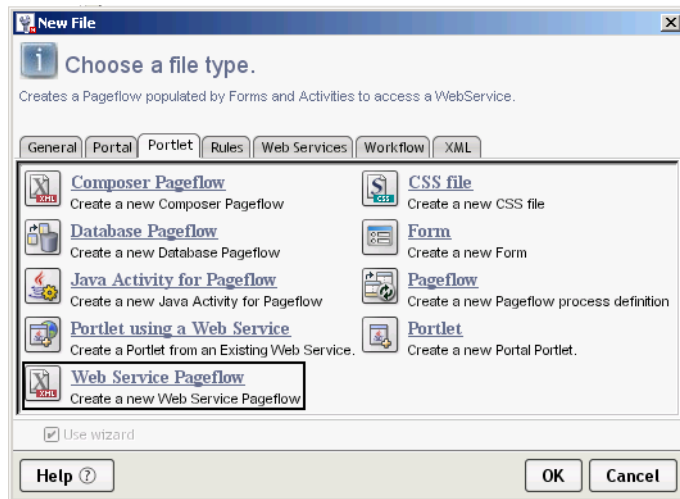 New File
Choose a file type.
Creates a Pageflow populated by Forms and Activities to access a WebService.
General Portal Portlet Rules Web Services Workflow XML
Composer Pageflow
Create a new Composer Pageflow
CSS file
Create a new CSS file
Database Pageflow
Create a new Database Pageflow
Form
Create a new Form
Java Activity for Pageflow
Create a new Java Activity for Pageflow
Pageflow
Create a new Pageflow process definition
Portlet using a Web Service
Create a Portlet from an Existing Web Service.
Portlet
Create a new Portal Portlet.
Web Service Pageflow
Create a new Web Service Pageflow
Use wizard
Help ?
OK Cancel